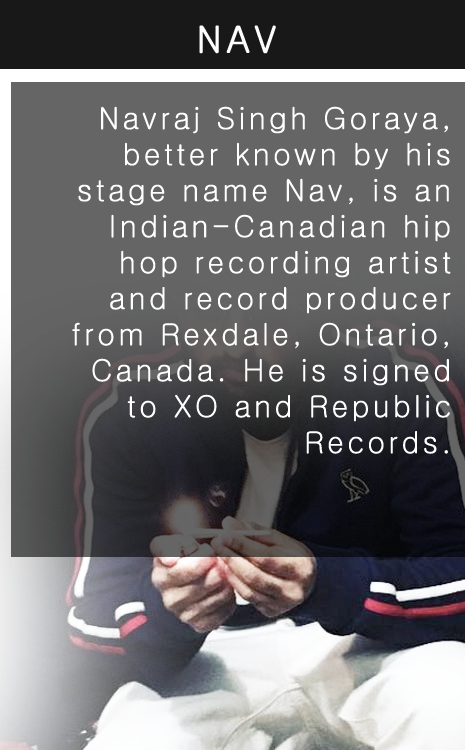 NAV
Navraj Singh Goraya,
better known by his
stage name Nav, is an
Indian-Canadian hip
hop recording artist
and record producer
from Rexdale, Ontario,
Canada. He is signed
to XO and Republic
Records.